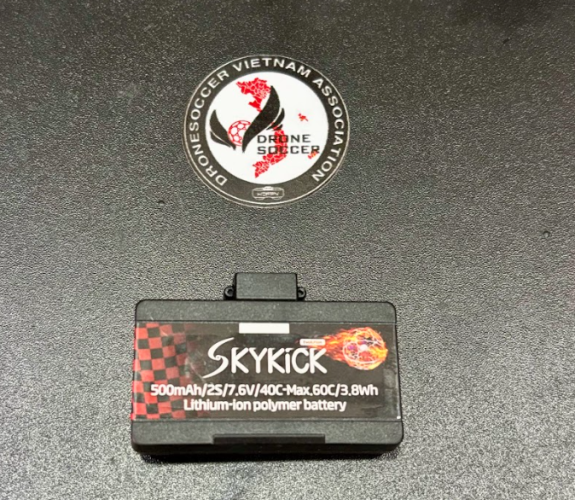 DRONESOCCER VIETNAM ASSOCIATION
DRONE
SOCCER
SKYKICK
500mAh/2S/7,6V/40C-Max.60C/3,8Wh
Lithium-ion polymer battery